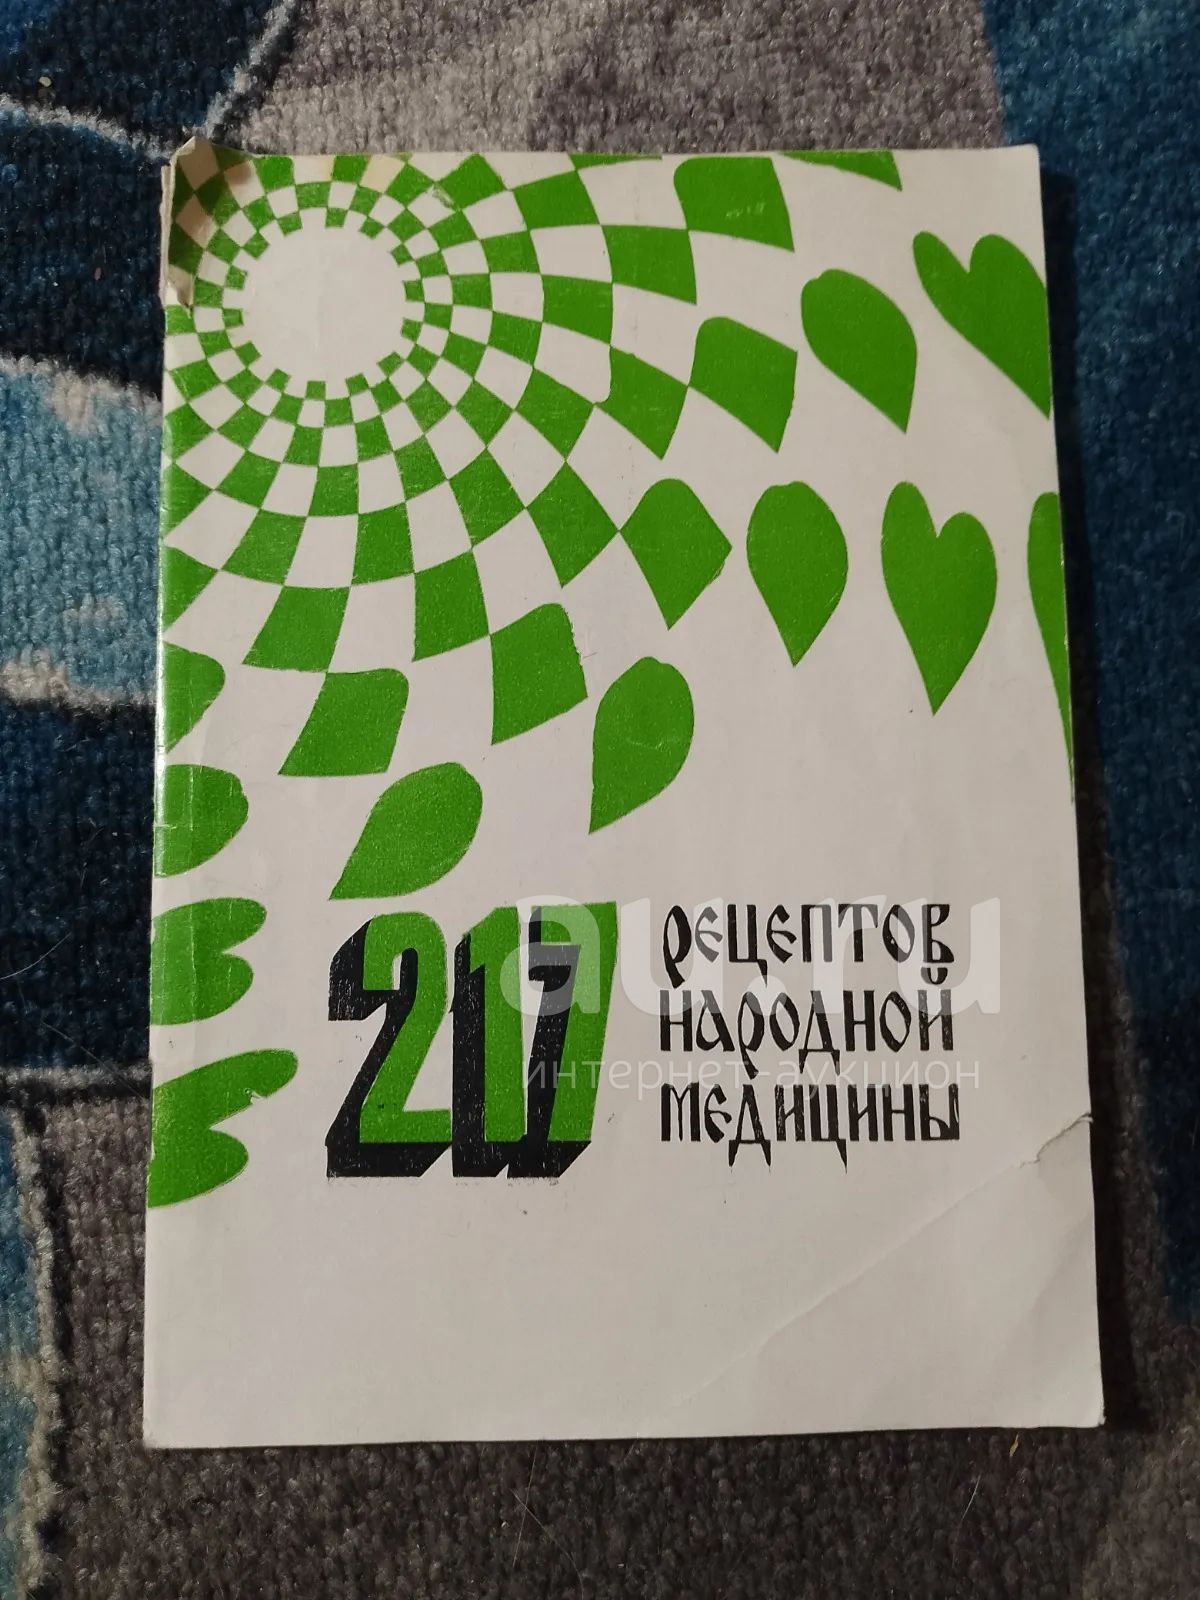 217
рецептов
народной
медицины
au.ru
интернет-аукцион